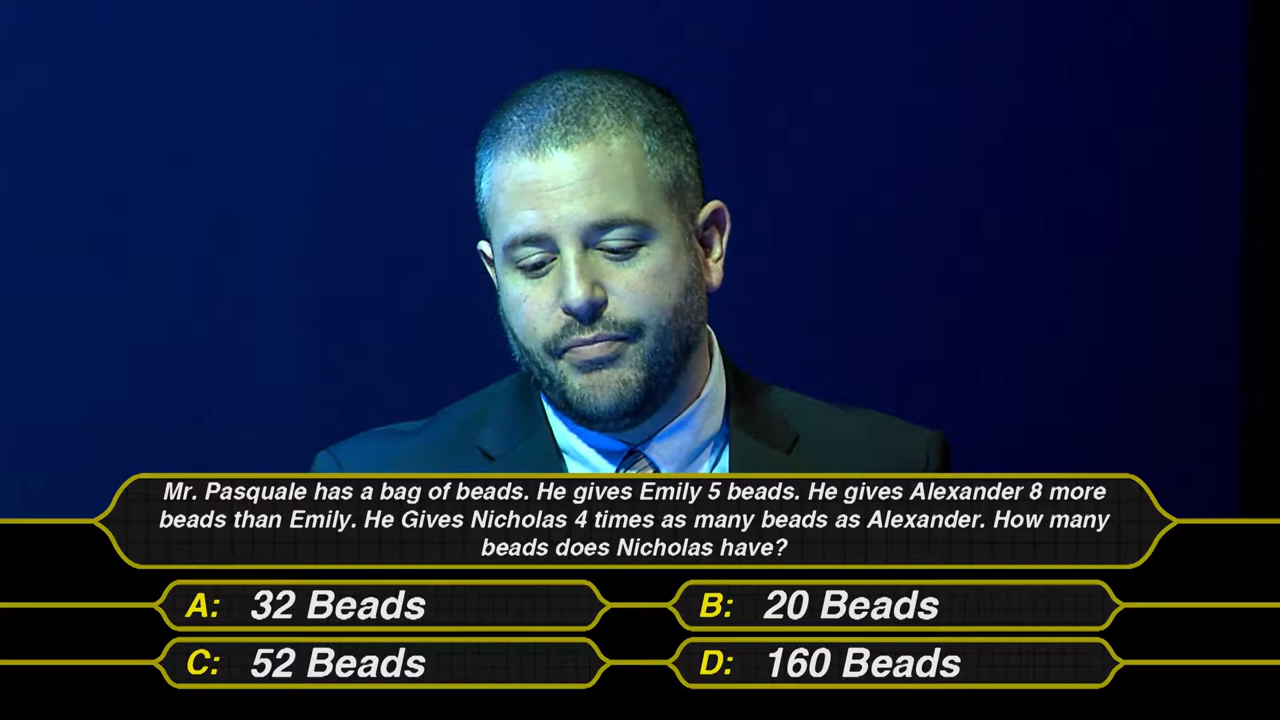 Mr. Pasquale has a bag of beads. He gives Emily 5 beads. He gives Alexander 8 more
beads than Emily. He Gives Nicholas 4 times as many beads as Alexander. How many
beads does Nicholas have?
A: 32 Beads
B: 20 Beads
C: 52 Beads
D: 160 Beads